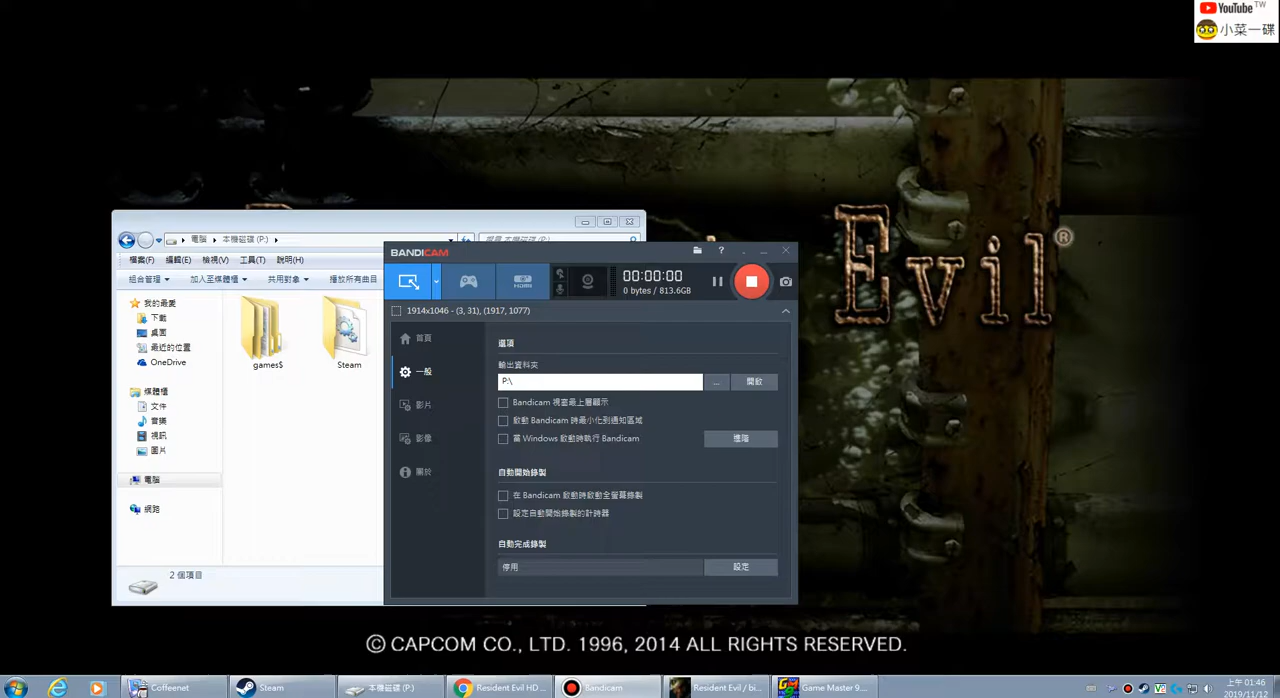 YouTube TW
小菜一碟
Evil®
電腦 ▸ 本機磁碟 (P:) ▸
搜尋 本機磁碟 (P:)
檔案(F) 編輯(E) 檢視(V) 工具(T) 說明(H)
組合管理 加入至媒體櫃 共用對象 播放所有曲目
我的最愛
下載
桌面
最近的位置
OneDrive
媒體櫃
文件
音樂
視訊
圖片
電腦
網路
games$
Steam
2 個項目
BANDICAM
?
HDMI
00:00:00
0 bytes / 813.6GB
1914x1046 - (3, 31), (1917, 1077)
首頁
一般
影片
影像
關於
選項
輸出資料夾
P:\
...
開啟
Bandicam 視窗最上層顯示
啟動 Bandicam 時最小化到通知區域
當 Windows 啟動時執行 Bandicam
進階
自動開始錄製
在 Bandicam 啟動時啟動全螢幕錄製
設定自動開始錄製的計時器
自動完成錄製
停用
設定
© CAPCOM CO., LTD. 1996, 2014 ALL RIGHTS RESERVED.
Coffeenet
Steam
本機磁碟 (P:)
Resident Evil HD ...
Bandicam
Resident Evil / bi...
Game Master 9....
上午 01:46
2019/11/12